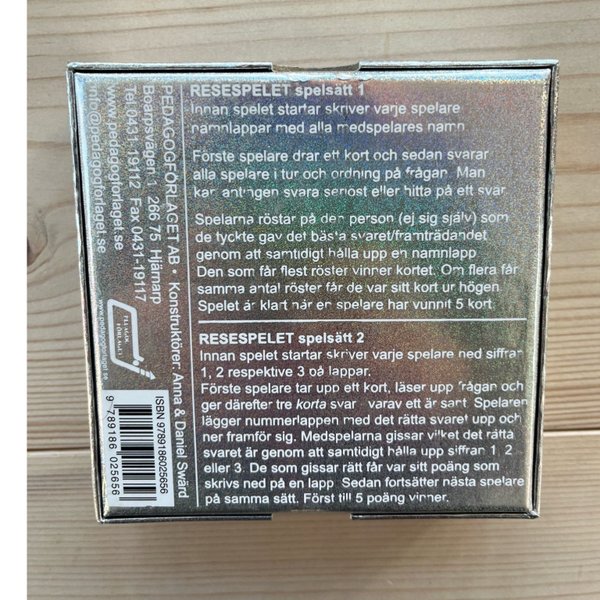 RESESPELET spelsätt 1
Innan spelet startar skriver varje spelare
namnlappar med alla medspelares namn
Förste spelare drar ett kort och sedan svarar
alla spelare i tur och ordning på frågan. Man
kan antingen svara seriöst eller hitta på ett svar.
Spelarna röstar på den person (ej sig själv) som
de tyckte gav det bästa svaret/framträdandet
genom att samtidigt hålla upp en namnlapp
Den som får flest röster vinner kortet. Om flera får
samma antal röster får de var sitt kort ur högen.
Spelet är klart när en spelare har vunnit 5 kort.
RESESPELET spelsätt 2
Innan spelet startar skriver varje spelare ned siffran
1, 2 respektive 3 på lappar.
Förste spelare tar upp ett kort, läser upp frågan och
ger därefter tre korta svar varav ett är sant. Spelaren
lägger nummerlappen med det rätta svaret upp och
ner framför sig. Medspelarna gissar vilket det rätta
svaret är genom att samtidigt hålla upp siffran 1, 2
eller 3. De som gissar rätt får var sitt poäng som
skrivs ned på en lapp. Sedan fortsätter nästa spelare
på samma sätt. Först till 5 poäng vinner.
PEDAGOGFÖRLAGET AB • Konstruktörer: Anna & Daniel Swärd
Boarpsvägen 1 266 75 Hjärnarp
Tel 0431-19112 Fax 0431-19117
info@pedagogforlaget.se
www.pedagogforlaget.se
PEDAGOG
FÖRLAGET
www.pedagogforlaget.se
ISBN 9789186025656
9 789186 025656